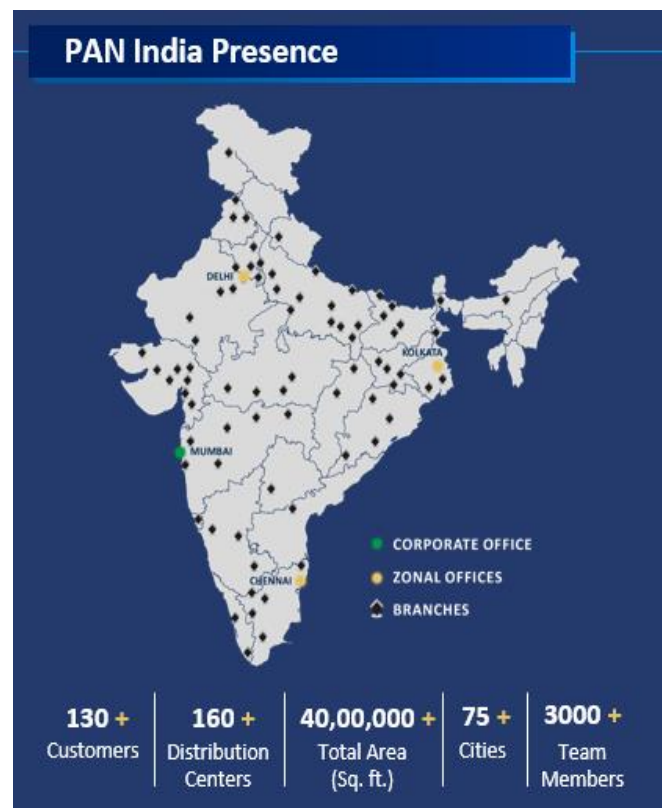 PAN India Presence
DELHI
KOLKATA
MUMBAI
CORPORATE OFFICE
CHENNAI
ZONAL OFFICES
BRANCHES
130 +
Customers
160 +
Distribution
Centers
40,00,000 +
Total Area
(Sq. ft.)
75 +
Cities
3000 +
Team
Members